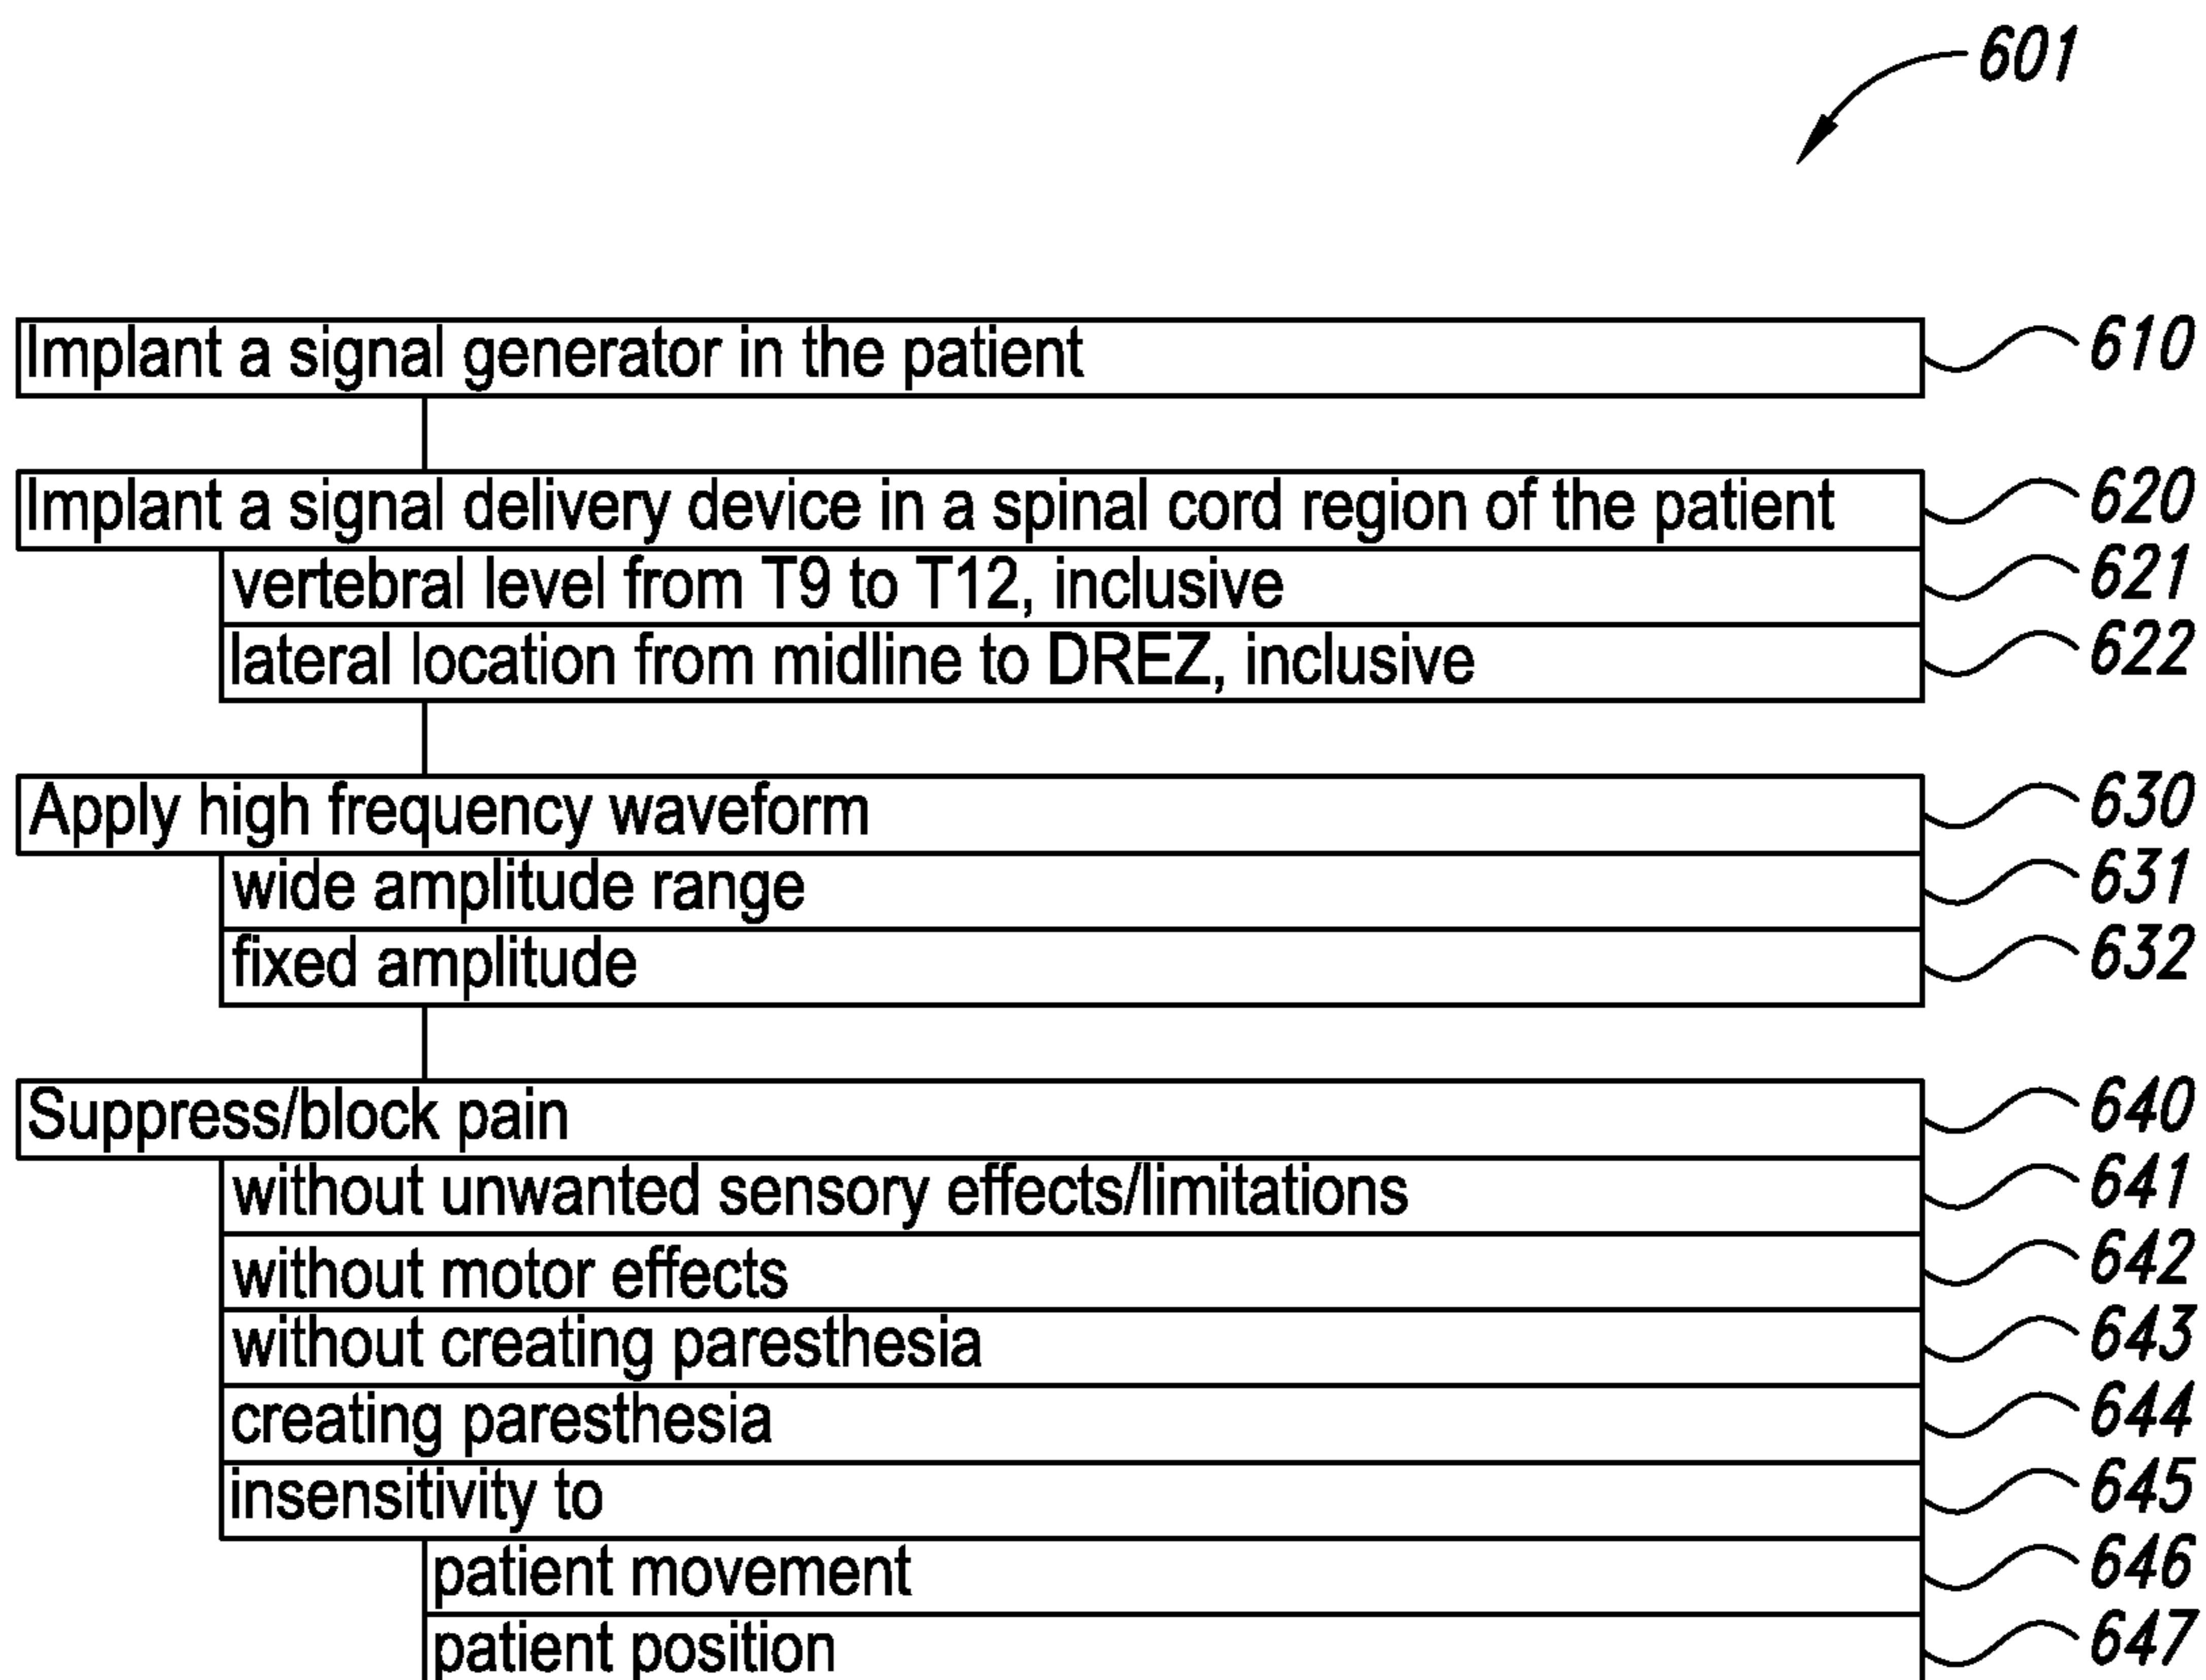 601
Implant a signal generator in the patient 610
Implant a signal delivery device in a spinal cord region of the patient 620
vertebral level from T9 to T12, inclusive 621
lateral location from midline to DREZ, inclusive 622
Apply high frequency waveform 630
wide amplitude range 631
fixed amplitude 632
Suppress/block pain 640
without unwanted sensory effects/limitations 641
without motor effects 642
without creating paresthesia 643
creating paresthesia 644
insensitivity to 645
patient movement 646
patient position 647